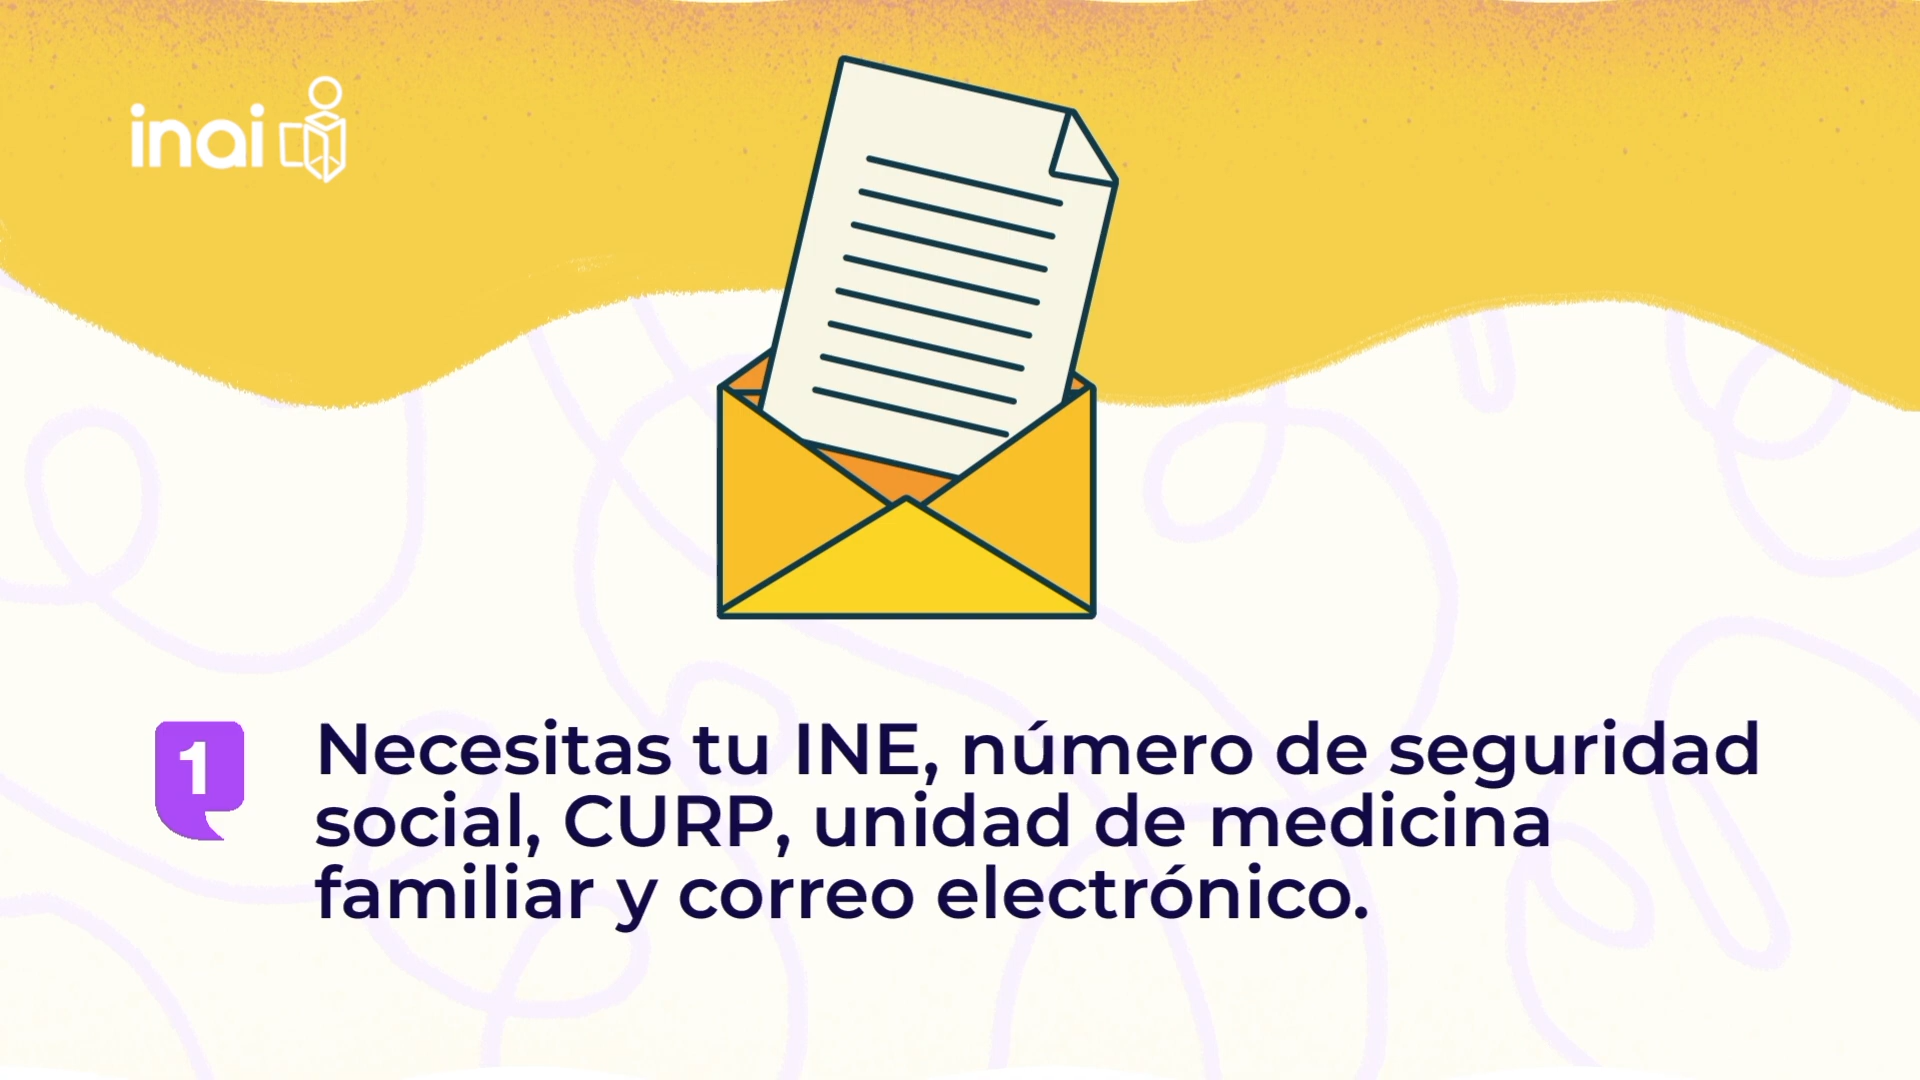 inai
1
Necesitas tu INE, número de seguridad
social, CURP, unidad de medicina
familiar y correo electrónico.